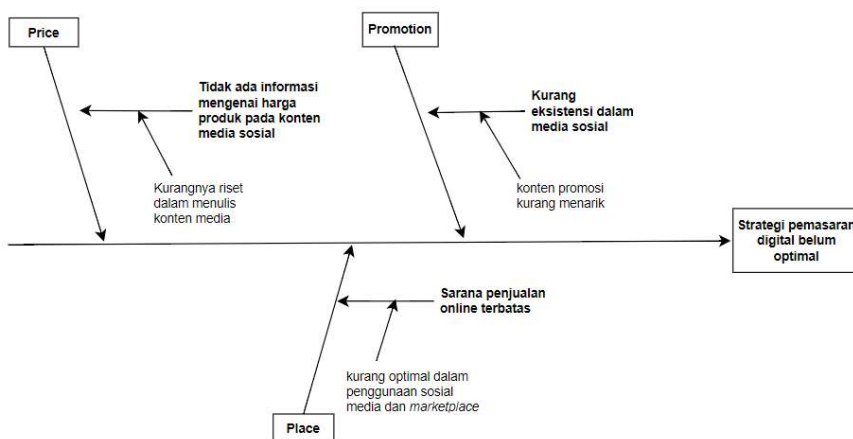 Price
Promotion
Tidak ada informasi
mengenai harga
produk pada konten
media sosial
Kurang
eksistensi dalam
media sosial
Kurangnya riset
dalam menulis
konten media
konten promosi
kurang menarik
Strategi pemasaran
digital belum
optimal
Sarana penjualan
online terbatas
kurang optimal dalam
penggunaan sosial
media dan marketplace
Place